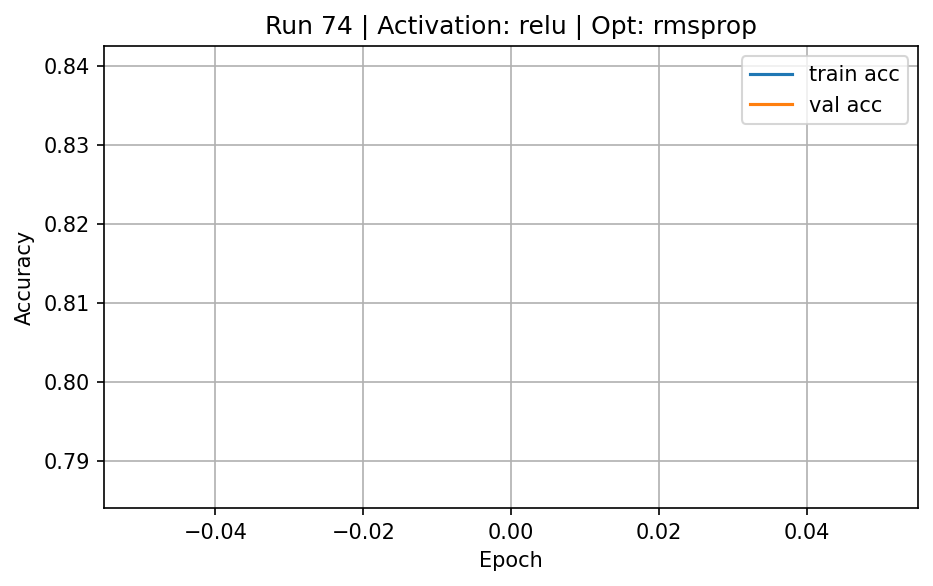 Run 74 | Activation: relu | Opt: rmsprop
0.84
0.83
0.82
0.81
0.80
0.79
Accuracy
train acc
val acc
−0.04
−0.02
0.00
0.02
0.04
Epoch